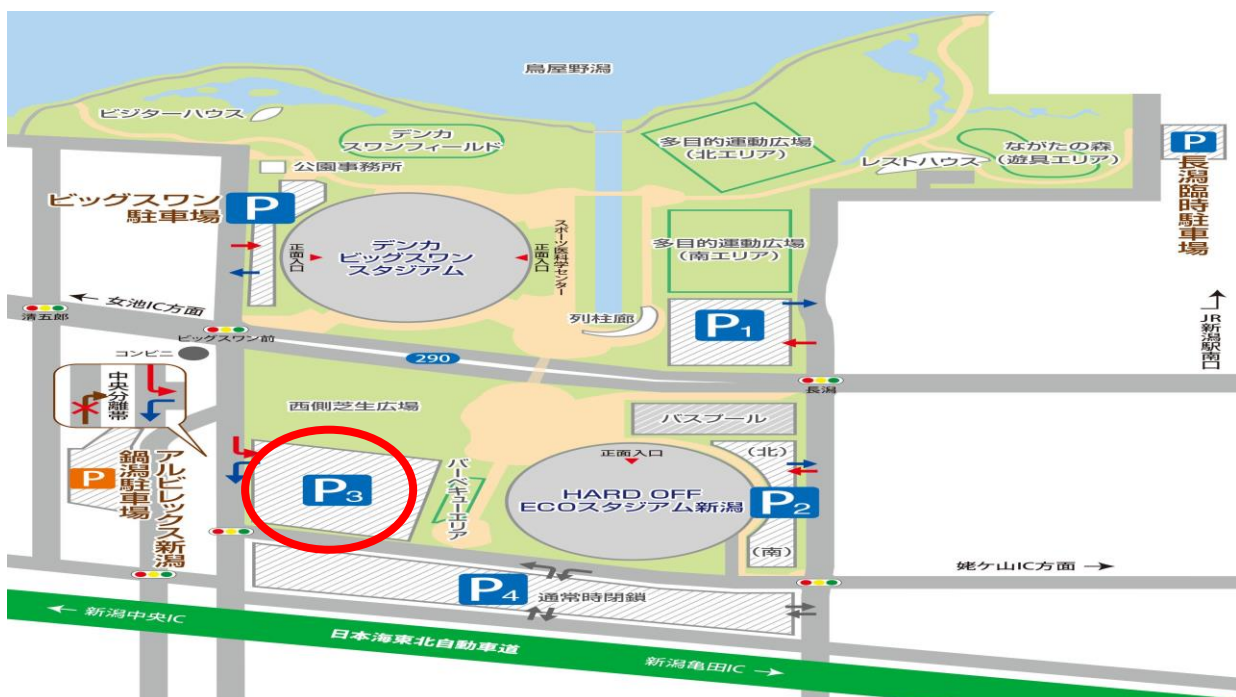 鳥屋野潟
ビジターハウス
デンカ
スワンフィールド
公園事務所
多目的運動広場
(北エリア)
レストハウス
ながたの森
(遊具エリア)
P
長潟臨時駐車場
ビッグスワン
駐車場
P
正面入口
デンカ
ビッグスワン
スタジアム
正面入口
スポーツ医科学センター
多目的運動広場
(南エリア)
← 女池IC方面
清五郎
ビッグスワン前
列柱廊
P1
↑JR新潟駅南口
コンビニ
290
長潟
中央分離帯
西側芝生広場
バスプール
アルビレックス新潟
鍋潟駐車場
P
P3
バーベキューエリア
正面入口
HARD OFF
ECOスタジアム新潟
(北)
P2
(南)
姥ケ山IC方面 →
P4
通常時閉鎖
← 新潟中央IC
日本海東北自動車道
新潟亀田IC →